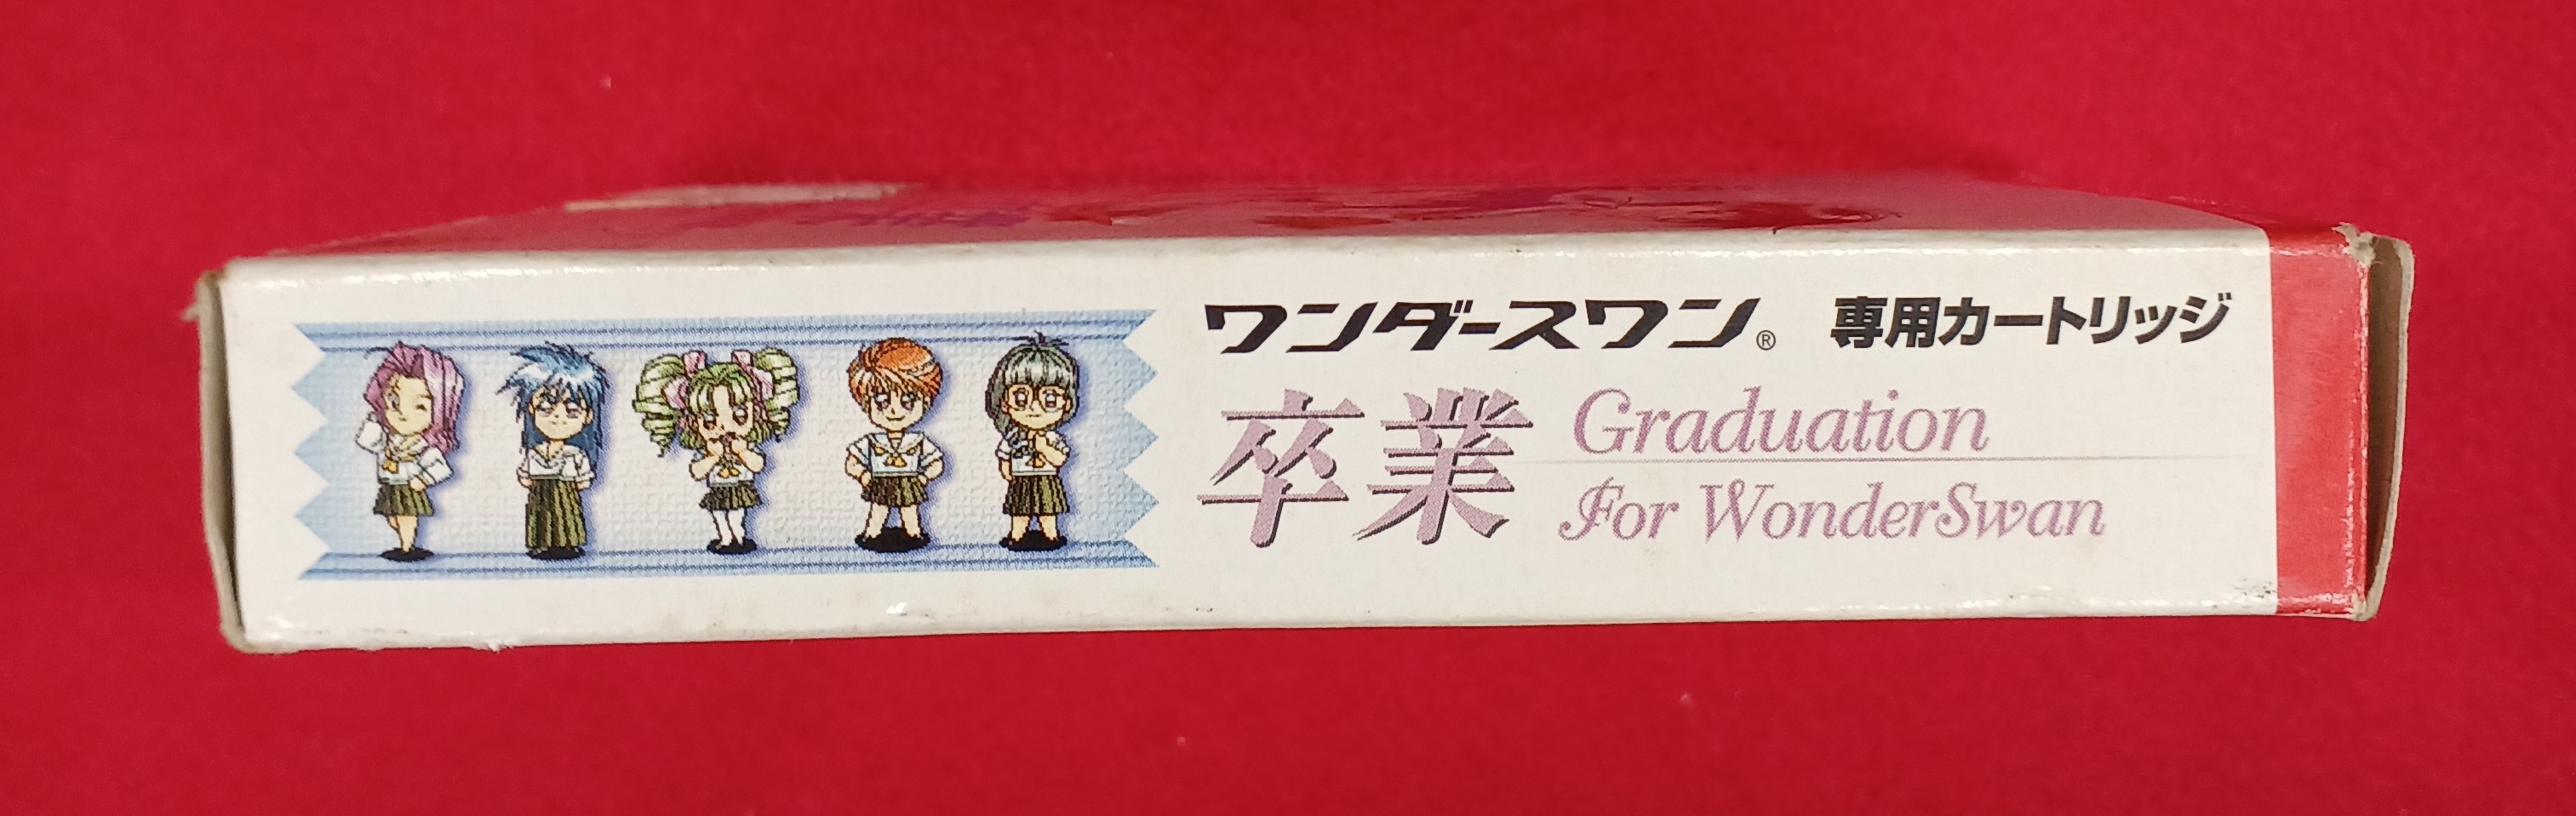 ワンダースワン® 専用カートリッジ
卒業 Graduation
For WonderSwan